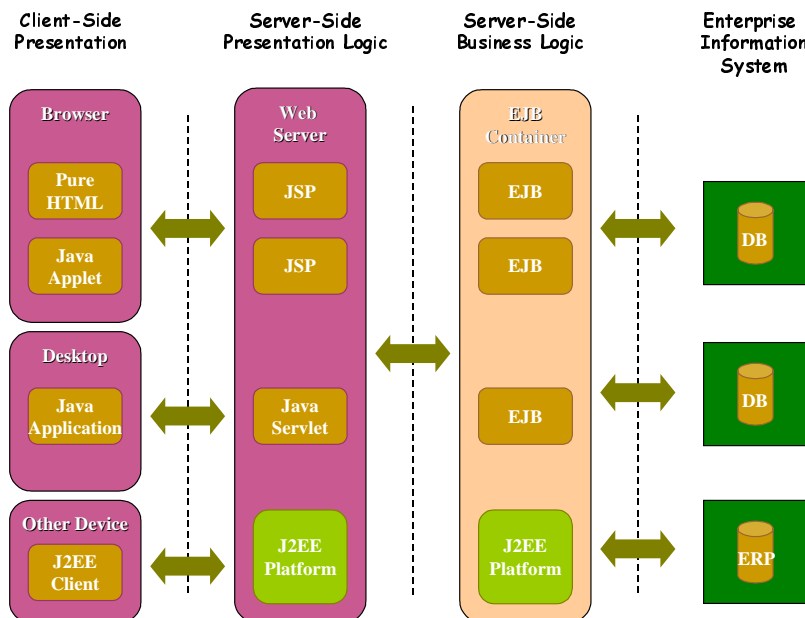 Client-Side
Presentation
Server-Side
Presentation Logic
Server-Side
Business Logic
Enterprise
Information
System
Browser
Pure
HTML
Java
Applet
Desktop
Java
Application
Other Device
J2EE
Client
Web
Server
JSP
JSP
Java
Servlet
J2EE
Platform
EJB
Container
EJB
EJB
EJB
J2EE
Platform
DB
DB
ERP